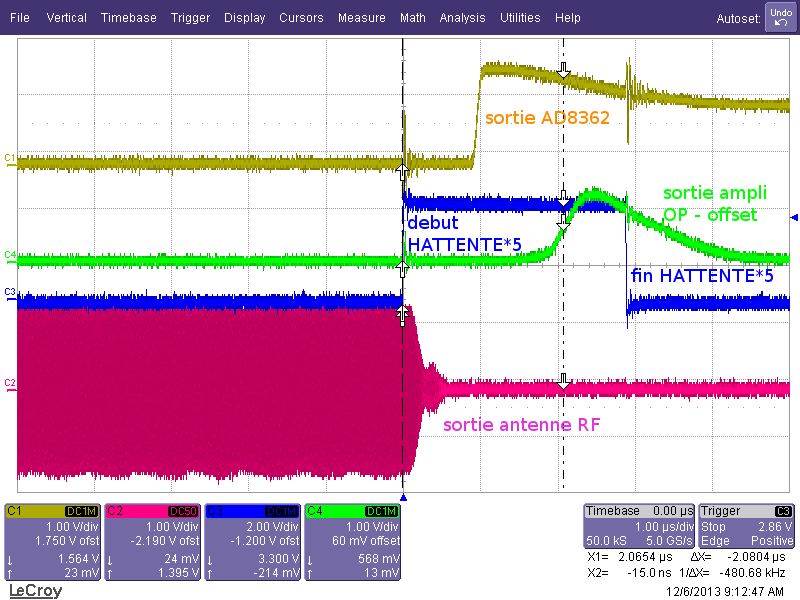 File Vertical Timebase Trigger Display Cursors Measure Math Analysis Utilities Help Autoset: Undo
sortie AD8362
C1
sortie ampli
OP - offset
debut
HATTENTE*5
C4
fin HATTENTE*5
C3
C2
sortie antenne RF
C1 DC1M C2 DC50 C3 DC1M C4 DC1M Timebase 0.00 µs Trigger C3
1.00 V/div 1.00 V/div 2.00 V/div 1.00 V/div 1.00 µs/div Stop 2.86 V
1.750 V ofst -2.190 V ofst -1.200 V ofst 60 mV offset 50.0 kS 5.0 GS/s Edge Positive
↓ 1.564 V ↓ 24 mV ↓ 3.300 V ↓ 568 mV X1= 2.0654 µs ΔX= -2.0804 µs
↑ 23 mV ↑ 1.395 V ↑ -214 mV ↑ 13 mV X2= -15.0 ns 1/ΔX= -480.68 kHz
LeCroy 12/6/2013 9:12:47 AM